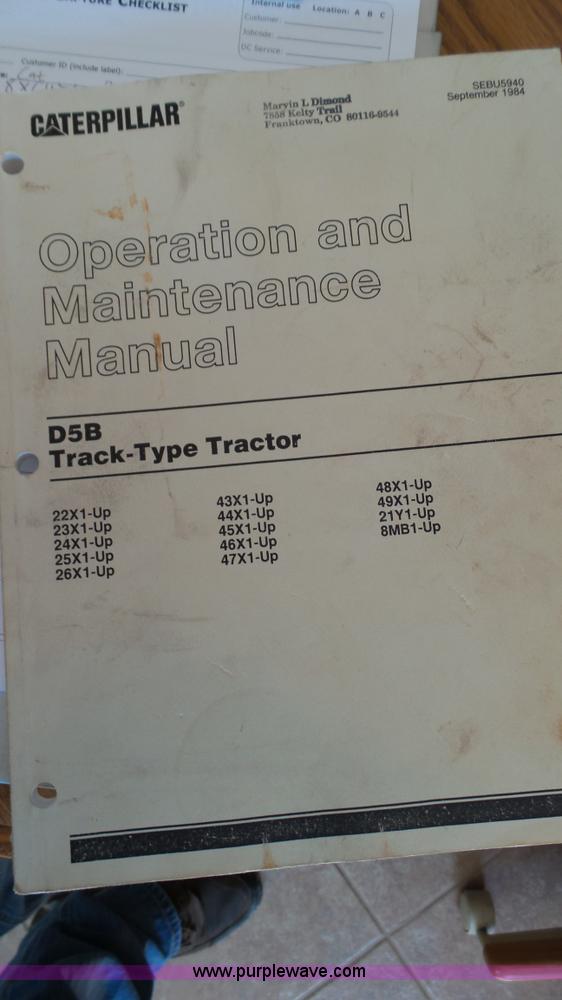 CHECKLIST
Internal use Location: A B C
Customer:
Jobcode:
DC Service:
Customer ID (include label):
Cat
CATERPILLAR®
Marvin L Dimond
7858 Kelty Trail
Franktown, CO 80116-9544
SEBU5940
September 1984
Operation and
Maintenance
Manual
D5B
Track-Type Tractor
22X1-Up
23X1-Up
24X1-Up
25X1-Up
26X1-Up
43X1-Up
44X1-Up
45X1-Up
46X1-Up
47X1-Up
48X1-Up
49X1-Up
21Y1-Up
8MB1-Up
www.purplewave.com